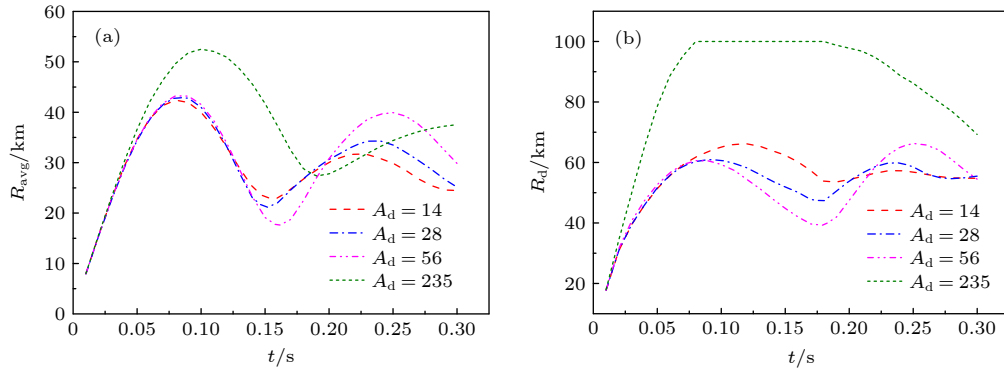 (a)
60
50
40
30
20
10
0
R_avg/km
A_d = 14
A_d = 28
A_d = 56
A_d = 235
0 0.05 0.10 0.15 0.20 0.25 0.30
t/s
(b)
100
80
60
40
20
R_d/km
A_d = 14
A_d = 28
A_d = 56
A_d = 235
0 0.05 0.10 0.15 0.20 0.25 0.30
t/s